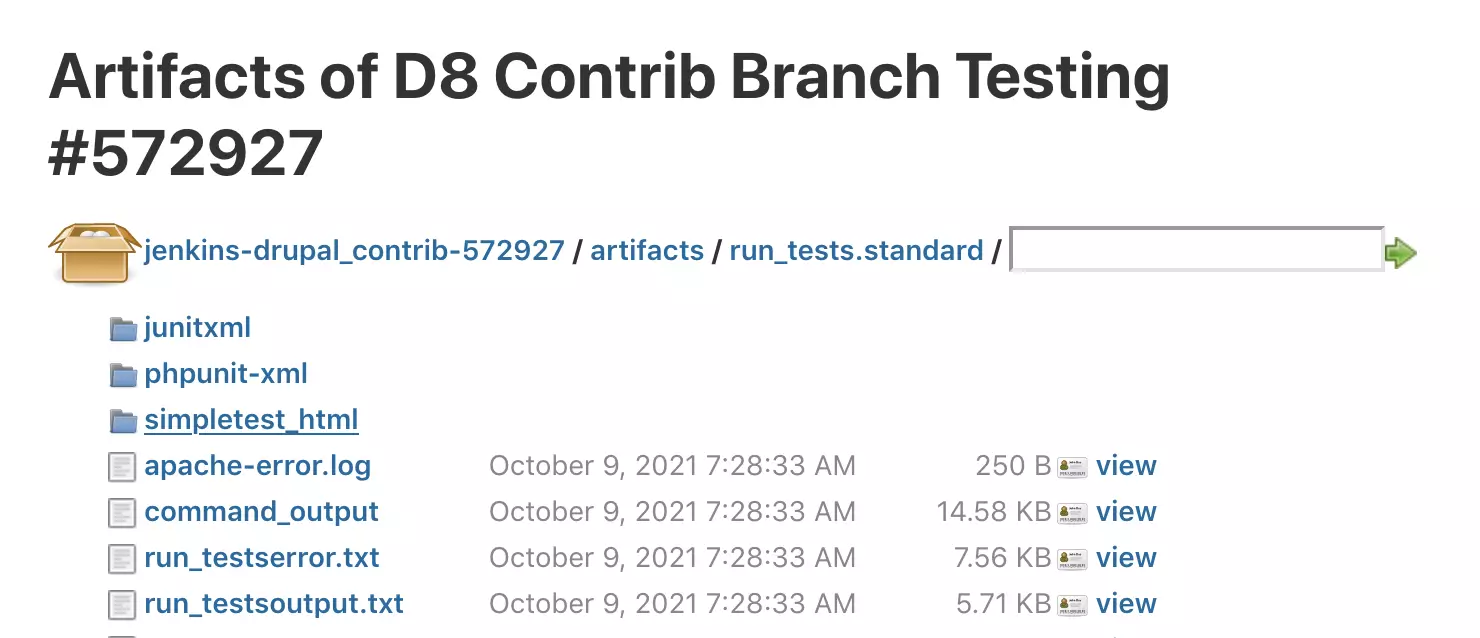 Artifacts of D8 Contrib Branch Testing
#572927
jenkins-drupal_contrib-572927 / artifacts / run_tests.standard /
junitxml
phpunit-xml
simpletest_html
apache-error.log October 9, 2021 7:28:33 AM 250 B view
command_output October 9, 2021 7:28:33 AM 14.58 KB view
run_testserror.txt October 9, 2021 7:28:33 AM 7.56 KB view
run_testsoutput.txt October 9, 2021 7:28:33 AM 5.71 KB view